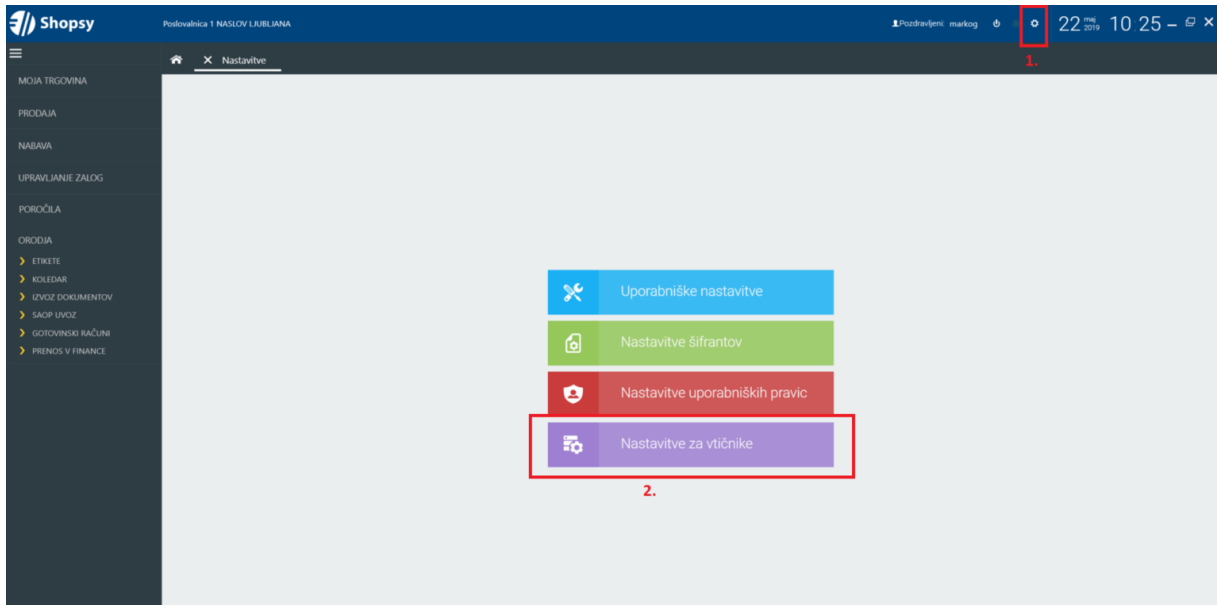 Shopsy
Poslovalnica 1 NASLOV LJUBLJANA
Pozdravljeni: markog
22 maj 2019 10:25
1.
Nastavitve
MOJA TRGOVINA
PRODAJA
NABAVA
UPRAVLJANJE ZALOG
POROČILA
ORODJA
ETIKETE
KOLEDAR
IZVOZ DOKUMENTOV
SAOP UVOZ
GOTOVINSKI RAČUNI
PRENOS V FINANCE
Uporabniške nastavitve
Nastavitve šifrantov
Nastavitve uporabniških pravic
Nastavitve za vtičnike
2.